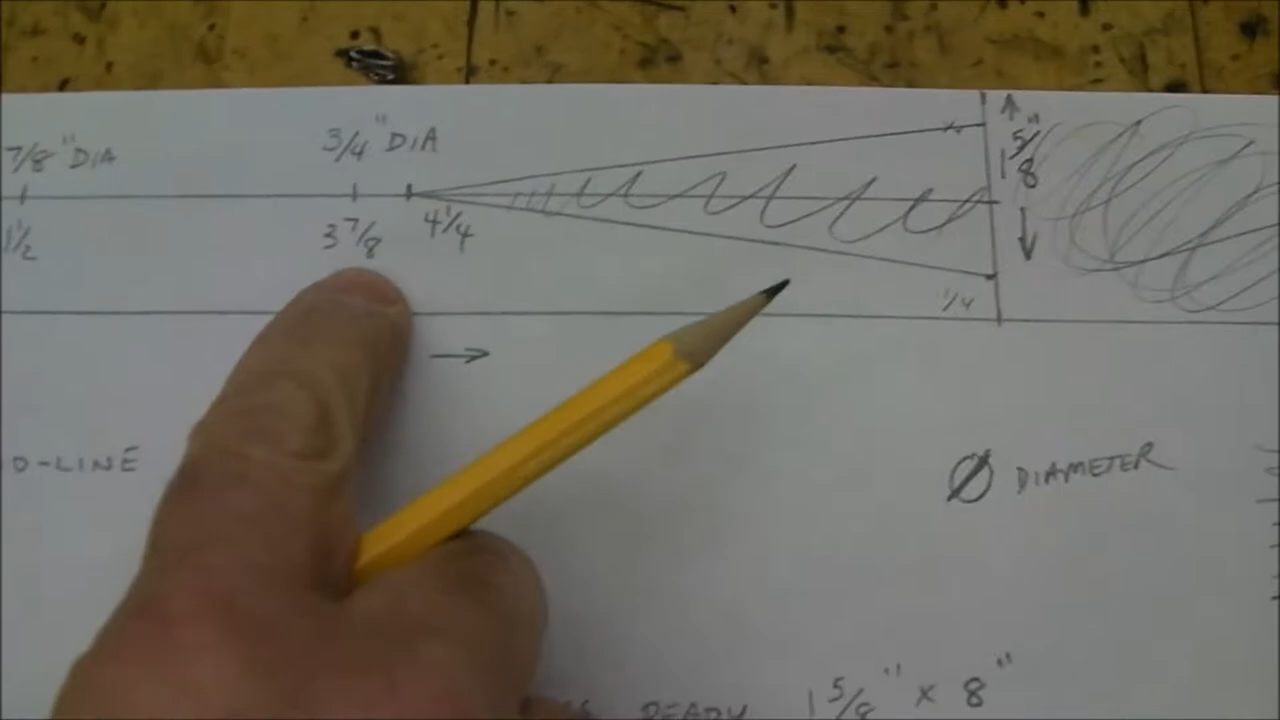 7/8" DIA
3/4" DIA
1 5/8"
1 1/2
3 7/8
4 1/4
1/4
O-LINE
Ø DIAMETER
READY 1 5/8" x 8"